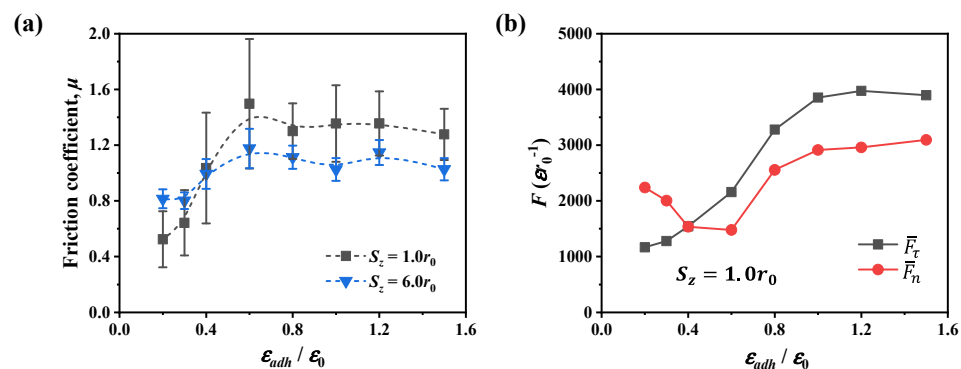 (a)
2.0
1.6
1.2
0.8
0.4
0.0
Friction coefficient, μ
S_z = 1.0r_0
S_z = 6.0r_0
0.0 0.4 0.8 1.2 1.6
ε_adh / ε_0
(b)
5000
4000
3000
2000
1000
0
F (εr_0^-1)
F̄_τ
F̄_n
S_z = 1.0r_0
0.0 0.4 0.8 1.2 1.6
ε_adh / ε_0